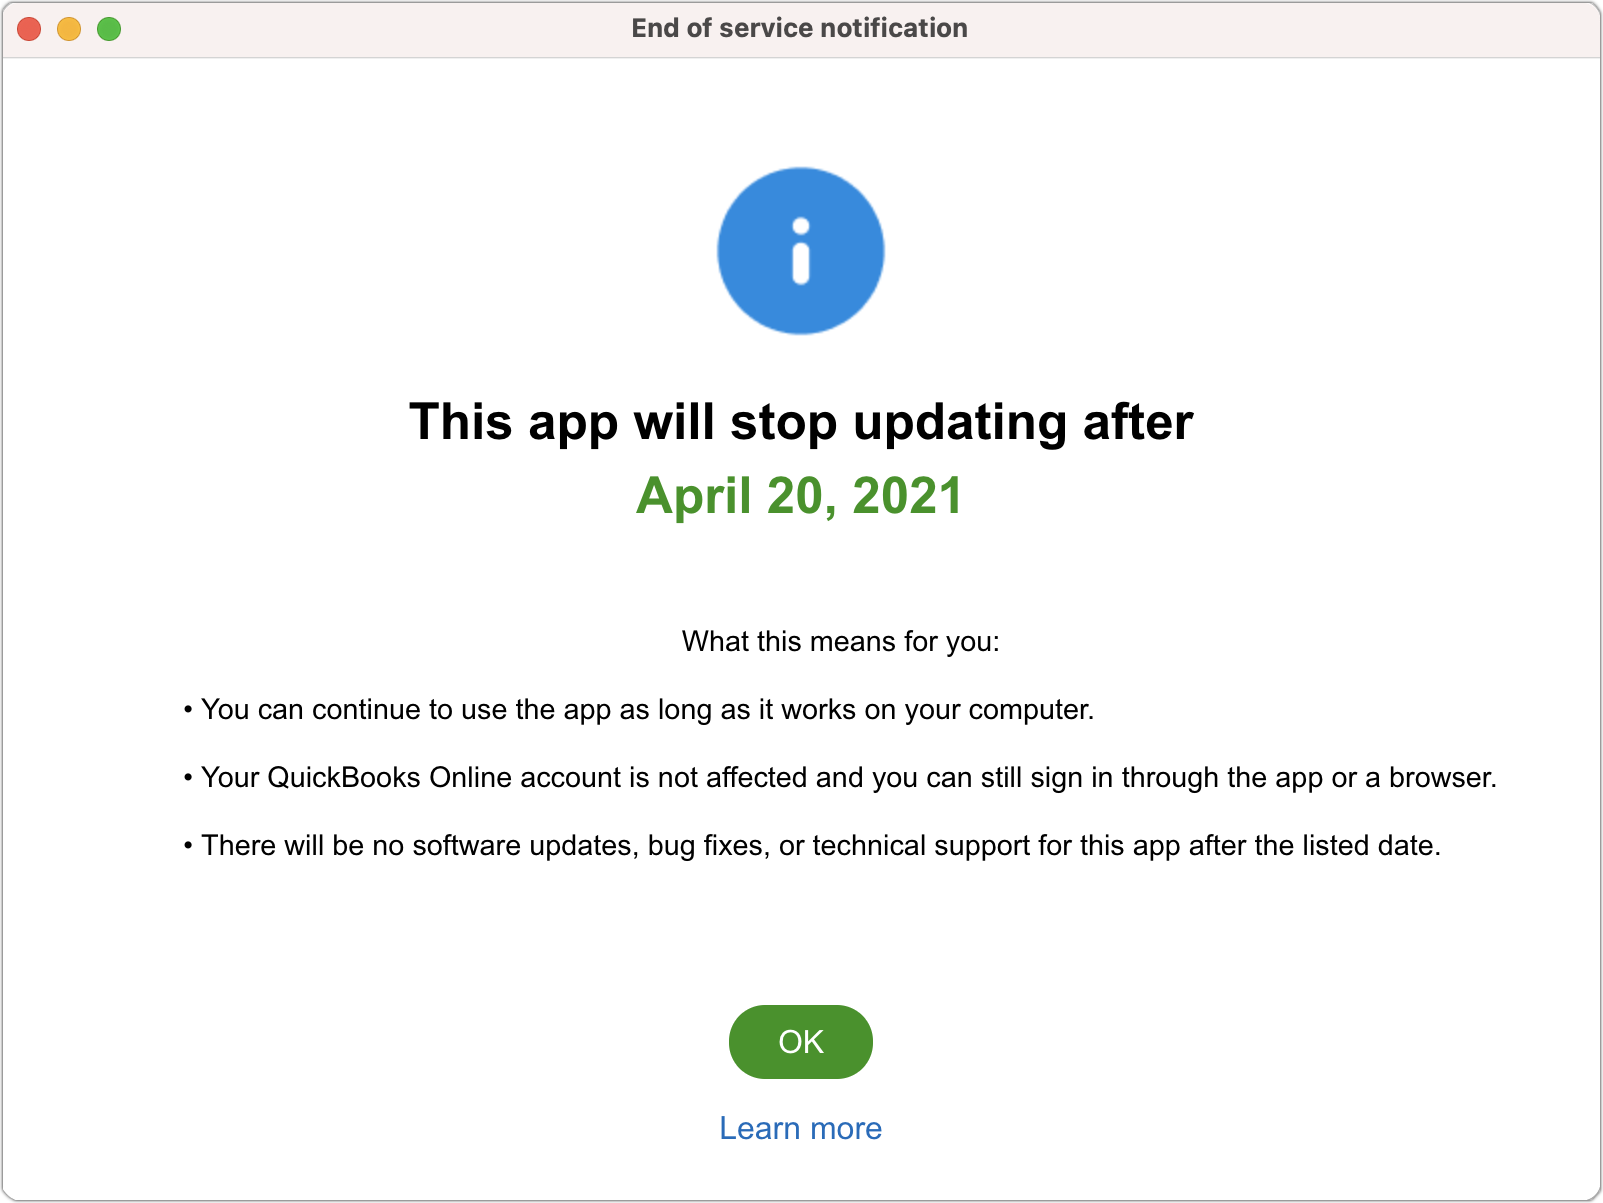 End of service notification
This app will stop updating after
April 20, 2021
What this means for you:
• You can continue to use the app as long as it works on your computer.
• Your QuickBooks Online account is not affected and you can still sign in through the app or a browser.
• There will be no software updates, bug fixes, or technical support for this app after the listed date.
OK
Learn more